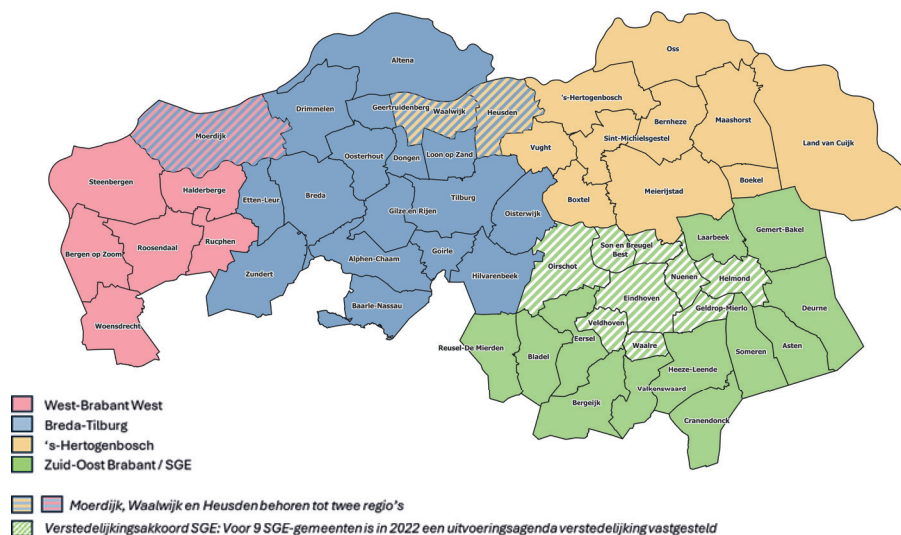 Oss
Altena
's-Hertogenbosch
Geertruidenberg
Waalwijk
Heusden
Drimmelen
Bernheze
Maashorst
Moerdijk
Sint-Michielsgestel
Land van Cuijk
Vught
Oosterhout
Dongen
Loon op Zand
Steenbergen
Halderberge
Boekel
Meierijstad
Etten-Leur
Breda
Tilburg
Boxtel
Gilze en Rijen
Oisterwijk
Laarbeek
Gemert-Bakel
Rucphen
Roosendaal
Son en Breugel
Bergen op Zoom
Goirle
Best
Alphen-Chaam
Oirschot
Zundert
Hilvarenbeek
Nuenen
Helmond
Eindhoven
Baarle-Nassau
Geldrop-Mierlo
Deurne
Woensdrecht
Veldhoven
Eersel
Waalre
Asten
Reusel-De Mierden
Bladel
Someren
Heeze-Leende
Valkenswaard
Bergeijk
Cranendonck
West-Brabant West
Breda-Tilburg
‘s-Hertogenbosch
Zuid-Oost Brabant / SGE
Moerdijk, Waalwijk en Heusden behoren tot twee regio’s
Verstedelijkingsakkoord SGE: Voor 9 SGE-gemeenten is in 2022 een uitvoeringsagenda verstedelijking vastgesteld